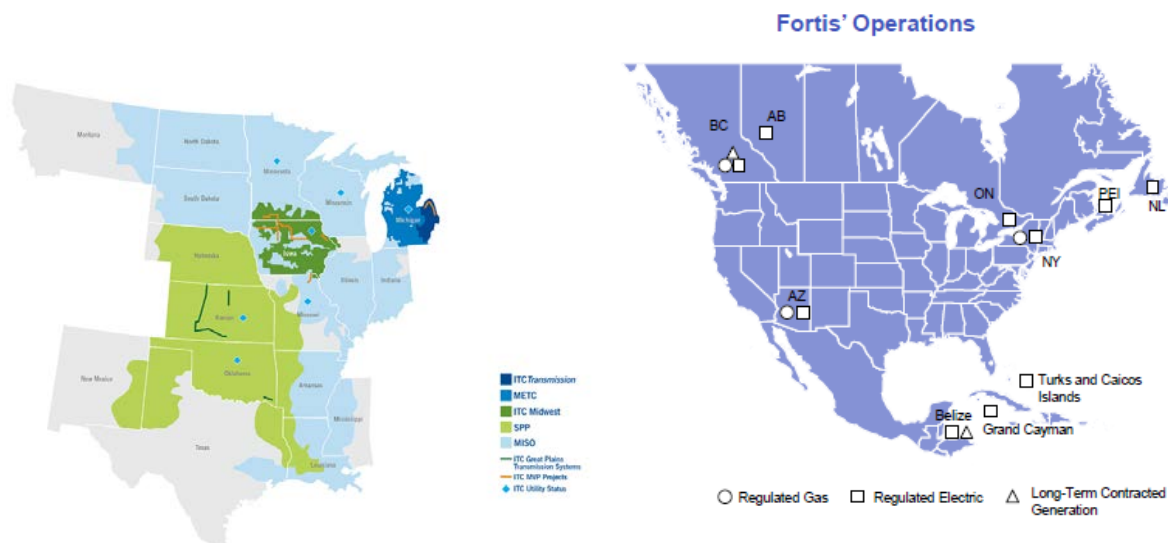 Montana
North Dakota
Minnesota
South Dakota
Wisconsin
Michigan
Iowa
Nebraska
Illinois
Indiana
Kansas
Missouri
Oklahoma
New Mexico
Arkansas
Mississippi
Texas
Louisiana
ITCTransmission
METC
ITC Midwest
SPP
MISO
ITC Great Plains
Transmission Systems
ITC MVP Projects
ITC Utility Status
Fortis’ Operations
BC
AB
ON
PEI
NL
NY
AZ
Turks and Caicos
Islands
Belize
Grand Cayman
Regulated Gas
Regulated Electric
Long-Term Contracted
Generation